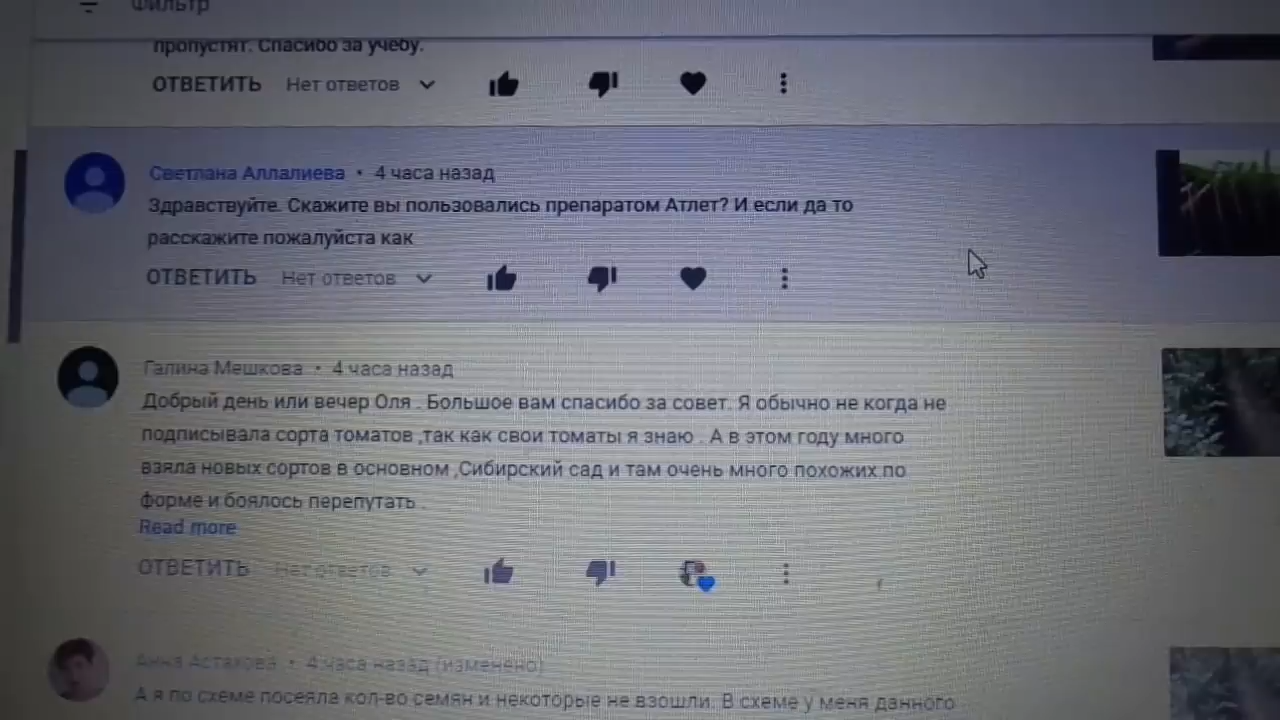 Фильтр
пропустят. Спасибо за учебу.
ОТВЕТИТЬ Нет ответов
Светлана Аллалиева • 4 часа назад
Здравствуйте. Скажите вы пользовались препаратом Атлет? И если да то
расскажите пожалуйста как
ОТВЕТИТЬ Нет ответов
Галина Мешкова • 4 часа назад
Добрый день или вечер Оля . Большое вам спасибо за совет. Я обычно не когда не
подписывала сорта томатов ,так как свои томаты я знаю . А в этом году много
взяла новых сортов в основном ,Сибирский сад и там очень много похожих по
форме и боялось перепутать .
Read more
ОТВЕТИТЬ Нет ответов
Анна Астахова • 4 часа назад (изменено)
А я по схеме посеяла кол-во семян и некоторые не взошли. В схеме у меня данного